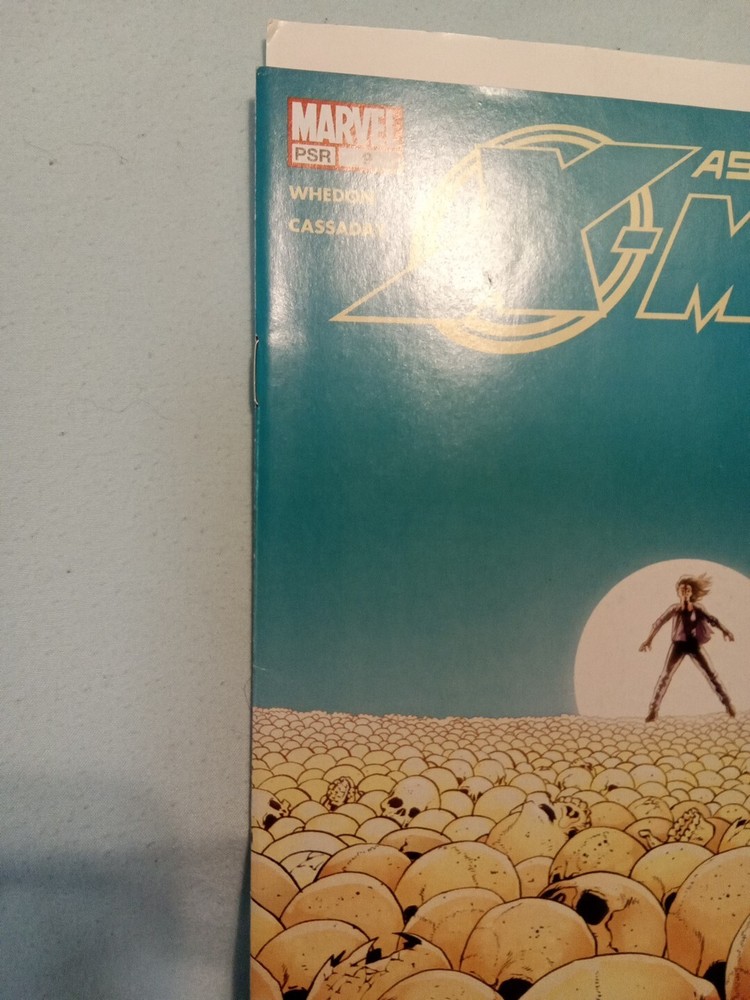 MARVEL
PSR
WHEDON
CASSADAY
AS
X-M